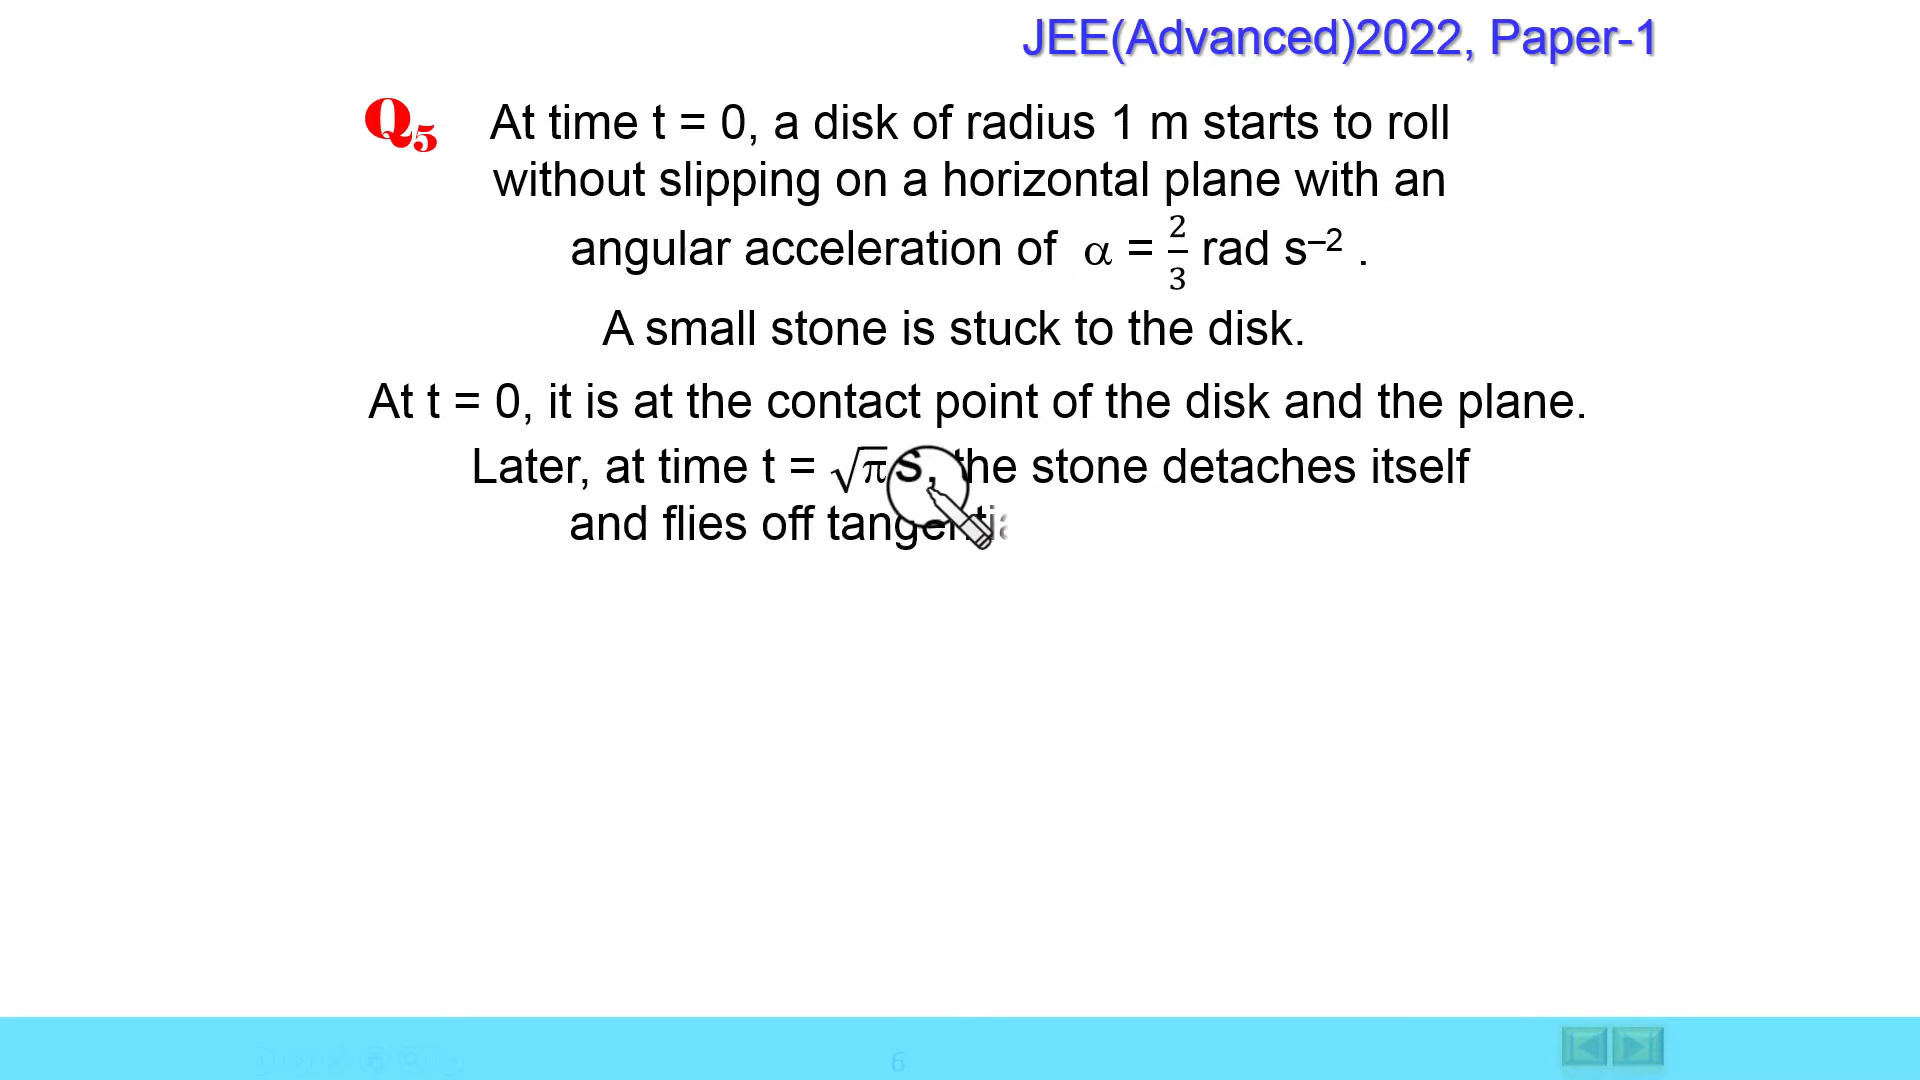 JEE(Advanced)2022, Paper-1
Q5 At time t = 0, a disk of radius 1 m starts to roll
without slipping on a horizontal plane with an
angular acceleration of α = 2/3 rad s⁻² .
A small stone is stuck to the disk.
At t = 0, it is at the contact point of the disk and the plane.
Later, at time t = √π s, the stone detaches itself
and flies off
6